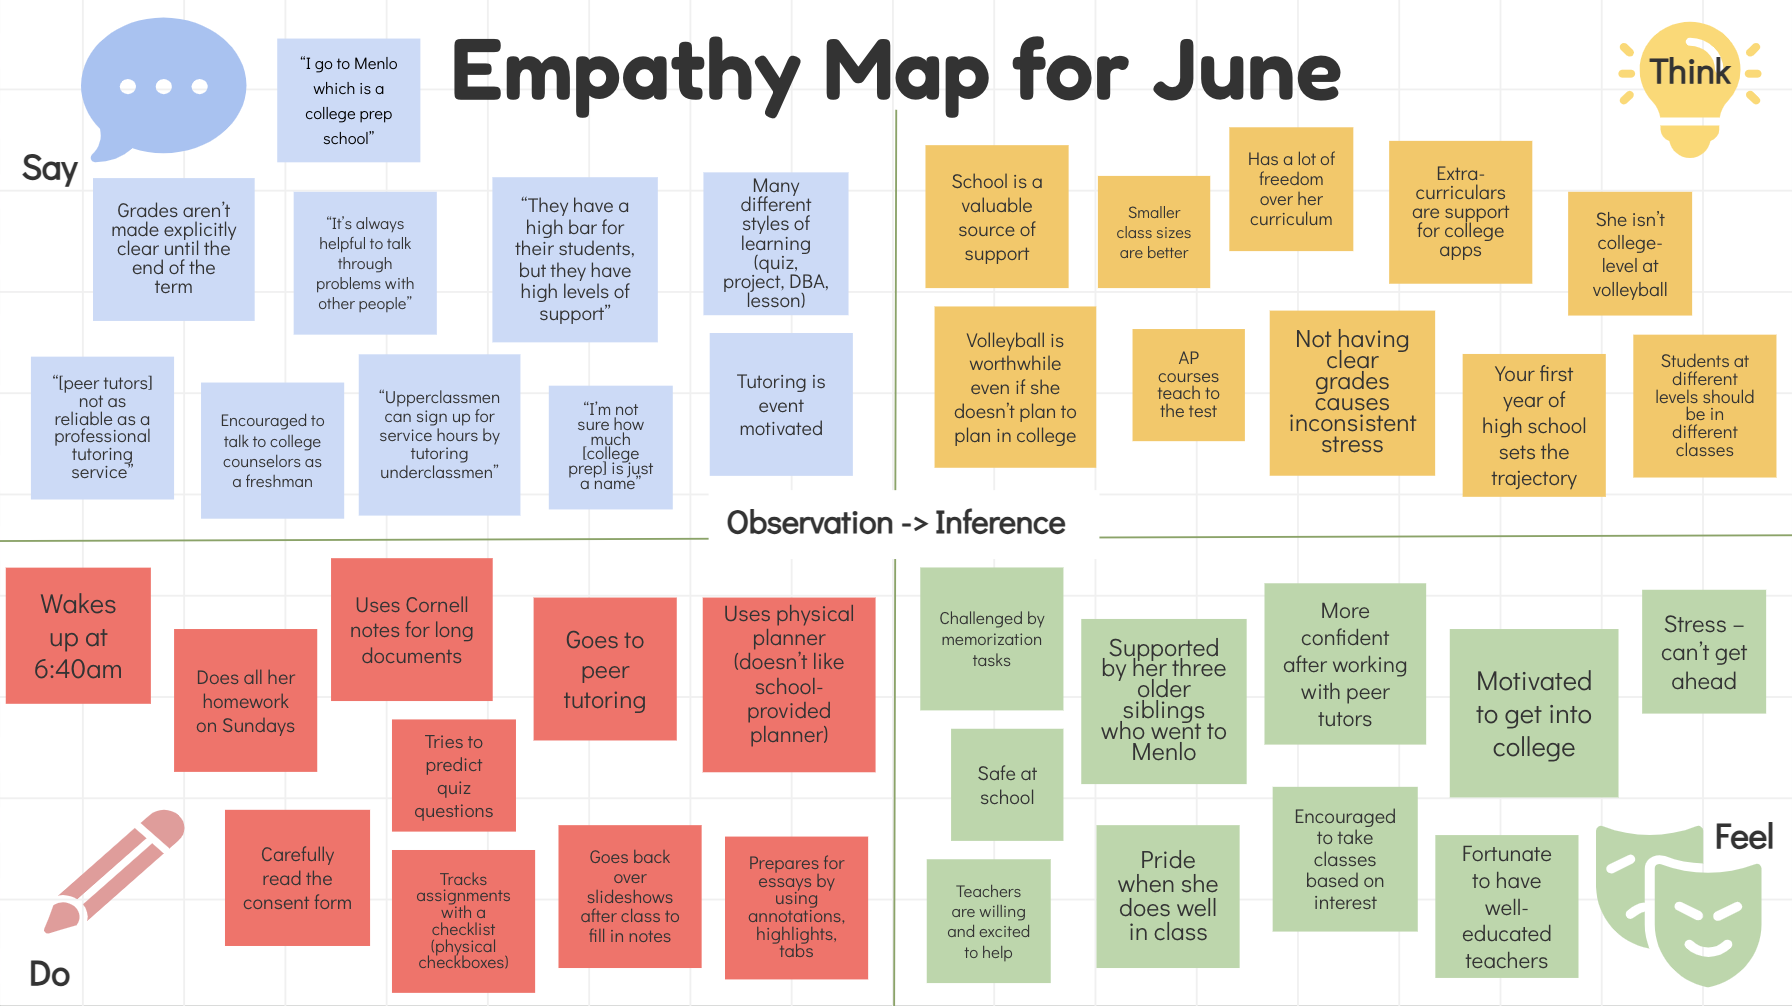 Empathy Map for June
Say
“I go to Menlo
which is a
college prep
school”
Grades aren’t
made explicitly
clear until the
end of the
term
“It’s always
helpful to talk
through
problems with
other people”
“They have a
high bar for
their students,
but they have
high levels of
support”
Many
different
styles of
learning
(quiz,
project, DBA,
lesson)
“[peer tutors]
not as
reliable as a
professional
tutoring
service”
Encouraged to
talk to college
counselors as
a freshman
“Upperclassmen
can sign up for
service hours by
tutoring
underclassmen”
“I’m not
sure how
much
[college
prep] is just
a name”
Tutoring is
event
motivated
Think
School is a
valuable
source of
support
Smaller
class sizes
are better
Has a lot of
freedom
over her
curriculum
Extra-
curriculars
are support
for college
apps
She isn’t
college-
level at
volleyball
Volleyball is
worthwhile
even if she
doesn’t plan to
plan in college
AP
courses
teach to
the test
Not having
clear
grades
causes
inconsistent
stress
Your first
year of
high school
sets the
trajectory
Students at
different
levels should
be in
different
classes
Observation -> Inference
Wakes
up at
6:40am
Does all her
homework
on Sundays
Uses Cornell
notes for long
documents
Goes to
peer
tutoring
Uses physical
planner
(doesn’t like
school-
provided
planner)
Tries to
predict
quiz
questions
Carefully
read the
consent form
Tracks
assignments
with a
checklist
(physical
checkboxes)
Goes back
over
slideshows
after class to
fill in notes
Prepares for
essays by
using
annotations,
highlights,
tabs
Do
Challenged by
memorization
tasks
Supported
by her three
older
siblings
who went to
Menlo
More
confident
after working
with peer
tutors
Motivated
to get into
college
Stress –
can’t get
ahead
Safe at
school
Teachers
are willing
and excited
to help
Pride
when she
does well
in class
Encouraged
to take
classes
based on
interest
Fortunate
to have
well-
educated
teachers
Feel